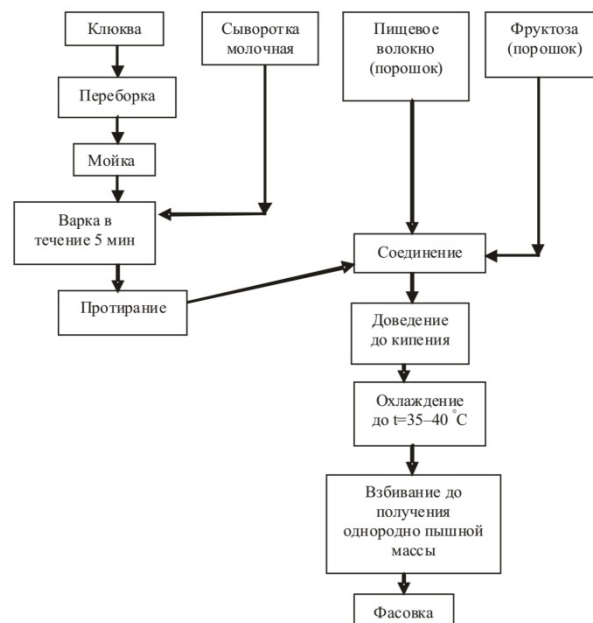 Клюква
Сыворотка
молочная
Пищевое
волокно
(порошок)
Фруктоза
(порошок)
Переборка
Мойка
Варка в
течение 5 мин
Соединение
Протирание
Доведение
до кипения
Охлаждение
до t=35–40 °C
Взбивание до
получения
однородно пышной
массы
Фасовка